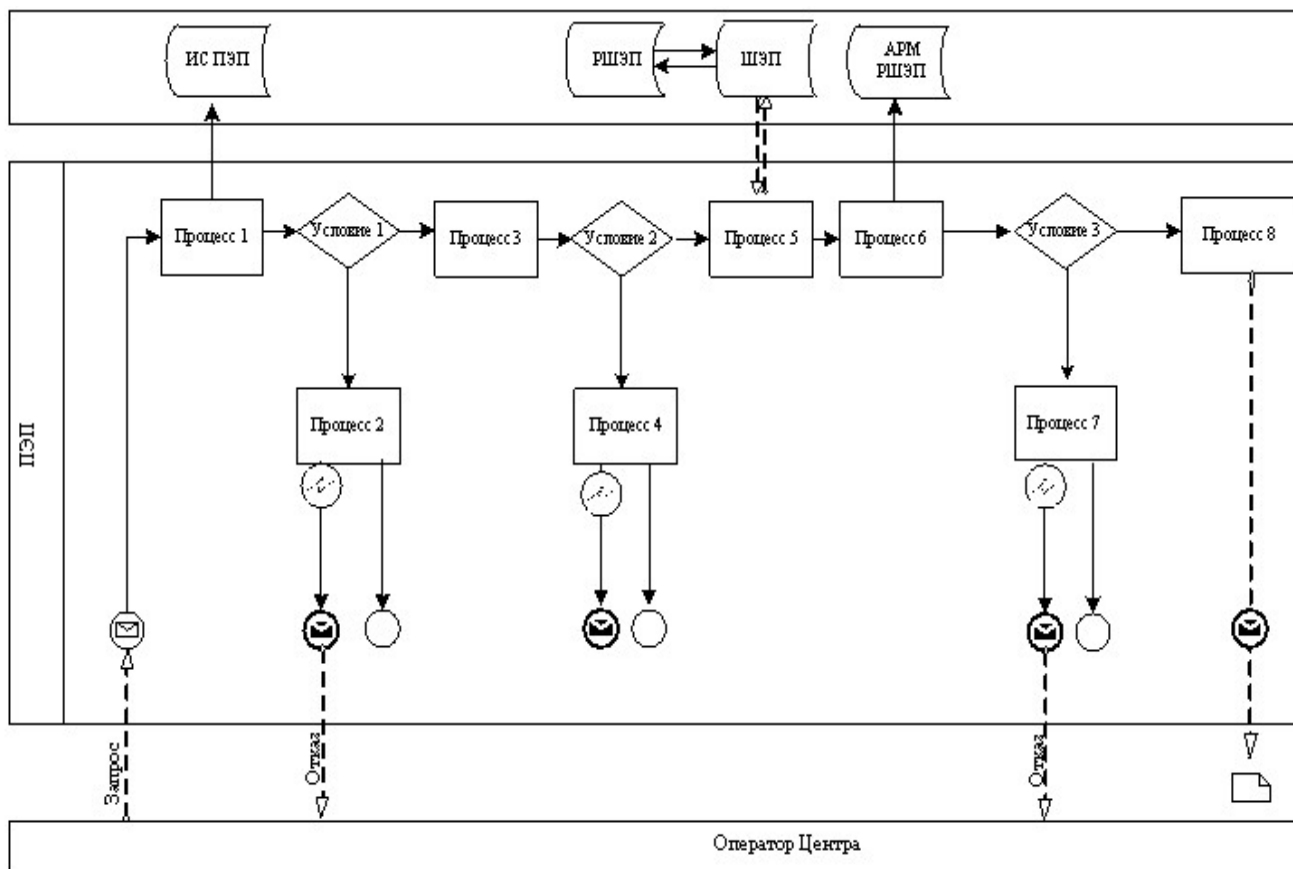 ИС ПЭП
РШЭП
ШЭП
АРМ
РШЭП
ПЭП
Процесс 1
Условие 1
Процесс 3
Условие 2
Процесс 5
Процесс 6
Условие 3
Процесс 8
Процесс 2
Процесс 4
Процесс 7
Запрос
Отказ
Отказ
Оператор Центра